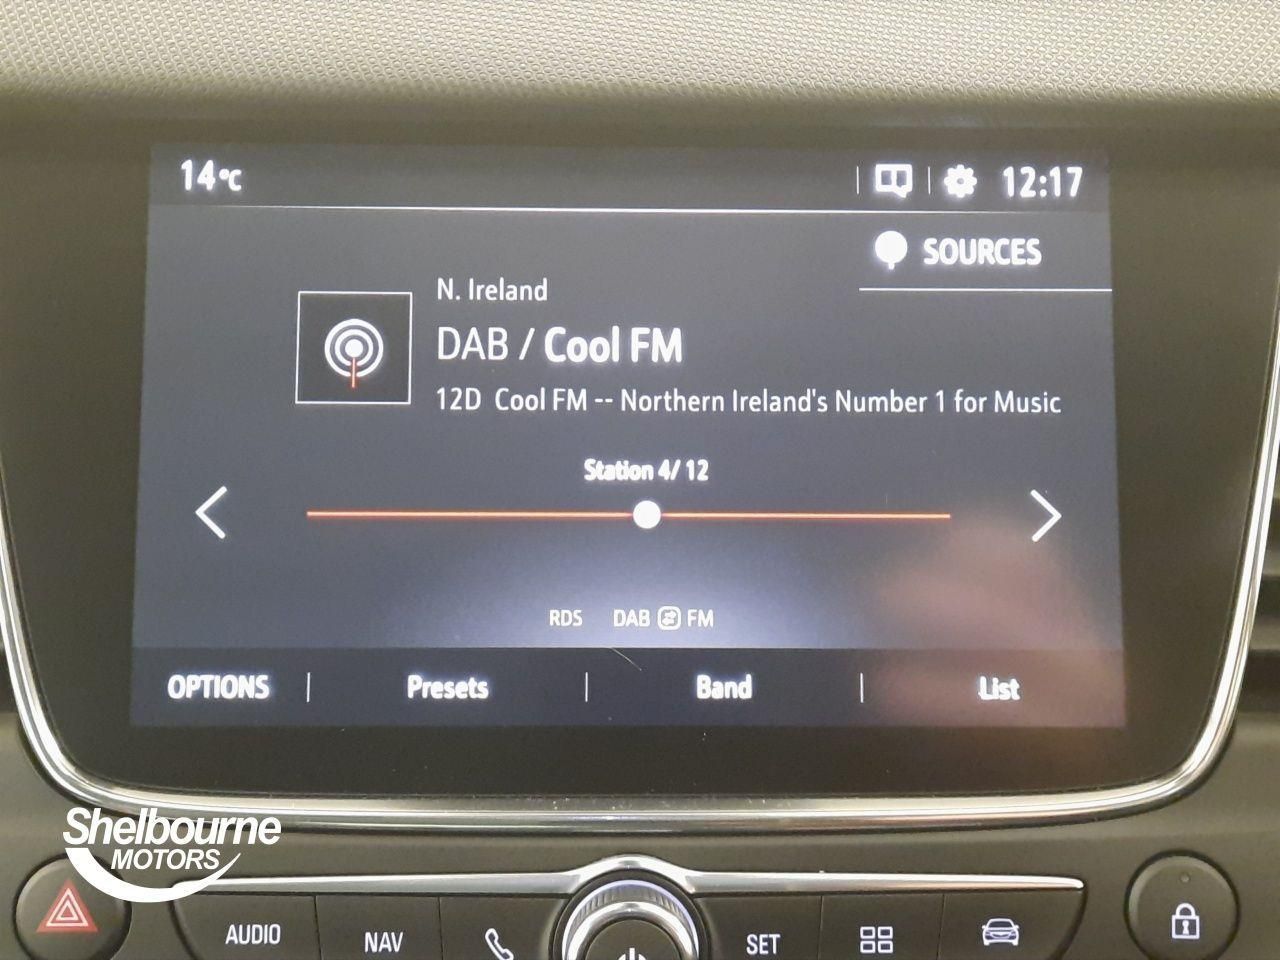 14°C
12:17
SOURCES
N. Ireland
DAB / Cool FM
12D Cool FM -- Northern Ireland's Number 1 for Music
Station 4/ 12
RDS DAB FM
OPTIONS Presets Band List
Shelbourne
MOTORS
AUDIO NAV SET